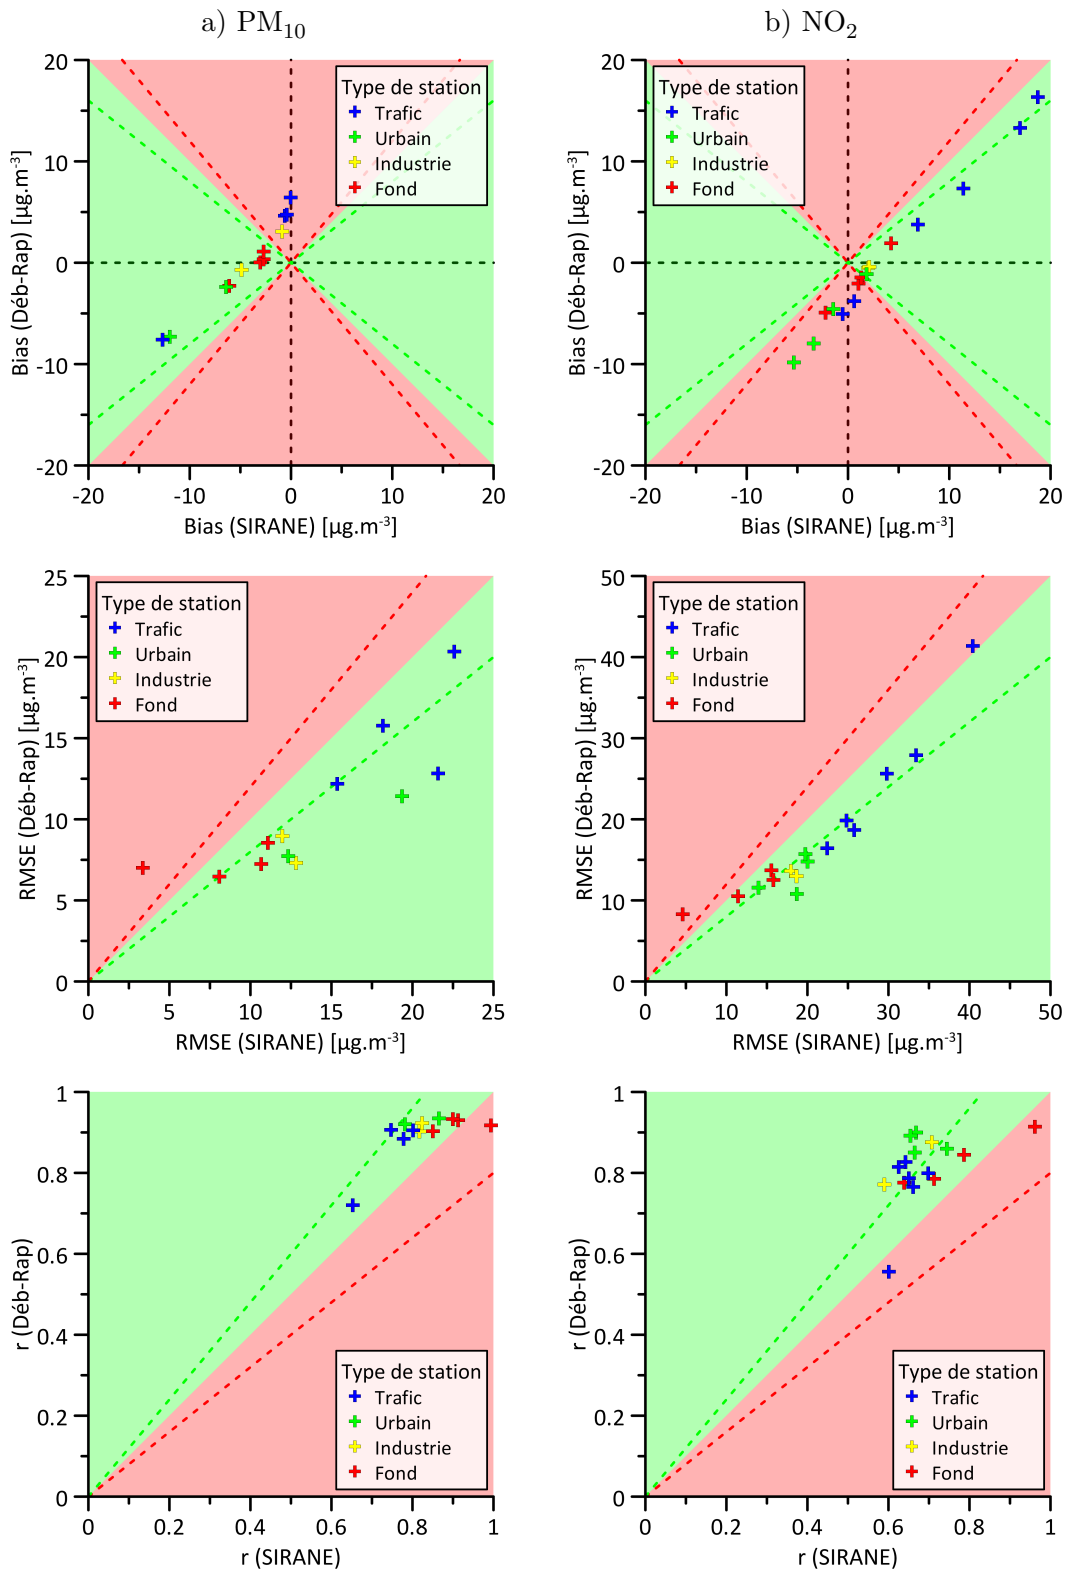 a) PM10
b) NO2
20
10
0
-10
-20
-20
-10
0
10
20
Bias (Déb-Rap) [µg.m-3]
Bias (SIRANE) [µg.m-3]
Type de station
Trafic
Urbain
Industrie
Fond
20
10
0
-10
-20
-20
-10
0
10
20
Bias (Déb-Rap) [µg.m-3]
Bias (SIRANE) [µg.m-3]
Type de station
Trafic
Urbain
Industrie
Fond
25
20
15
10
5
0
0
5
10
15
20
25
RMSE (Déb-Rap) [µg.m-3]
RMSE (SIRANE) [µg.m-3]
Type de station
Trafic
Urbain
Industrie
Fond
50
40
30
20
10
0
0
10
20
30
40
50
RMSE (Déb-Rap) [µg.m-3]
RMSE (SIRANE) [µg.m-3]
Type de station
Trafic
Urbain
Industrie
Fond
1
0.8
0.6
0.4
0.2
0
0
0.2
0.4
0.6
0.8
1
r (Déb-Rap)
r (SIRANE)
Type de station
Trafic
Urbain
Industrie
Fond
1
0.8
0.6
0.4
0.2
0
0
0.2
0.4
0.6
0.8
1
r (Déb-Rap)
r (SIRANE)
Type de station
Trafic
Urbain
Industrie
Fond